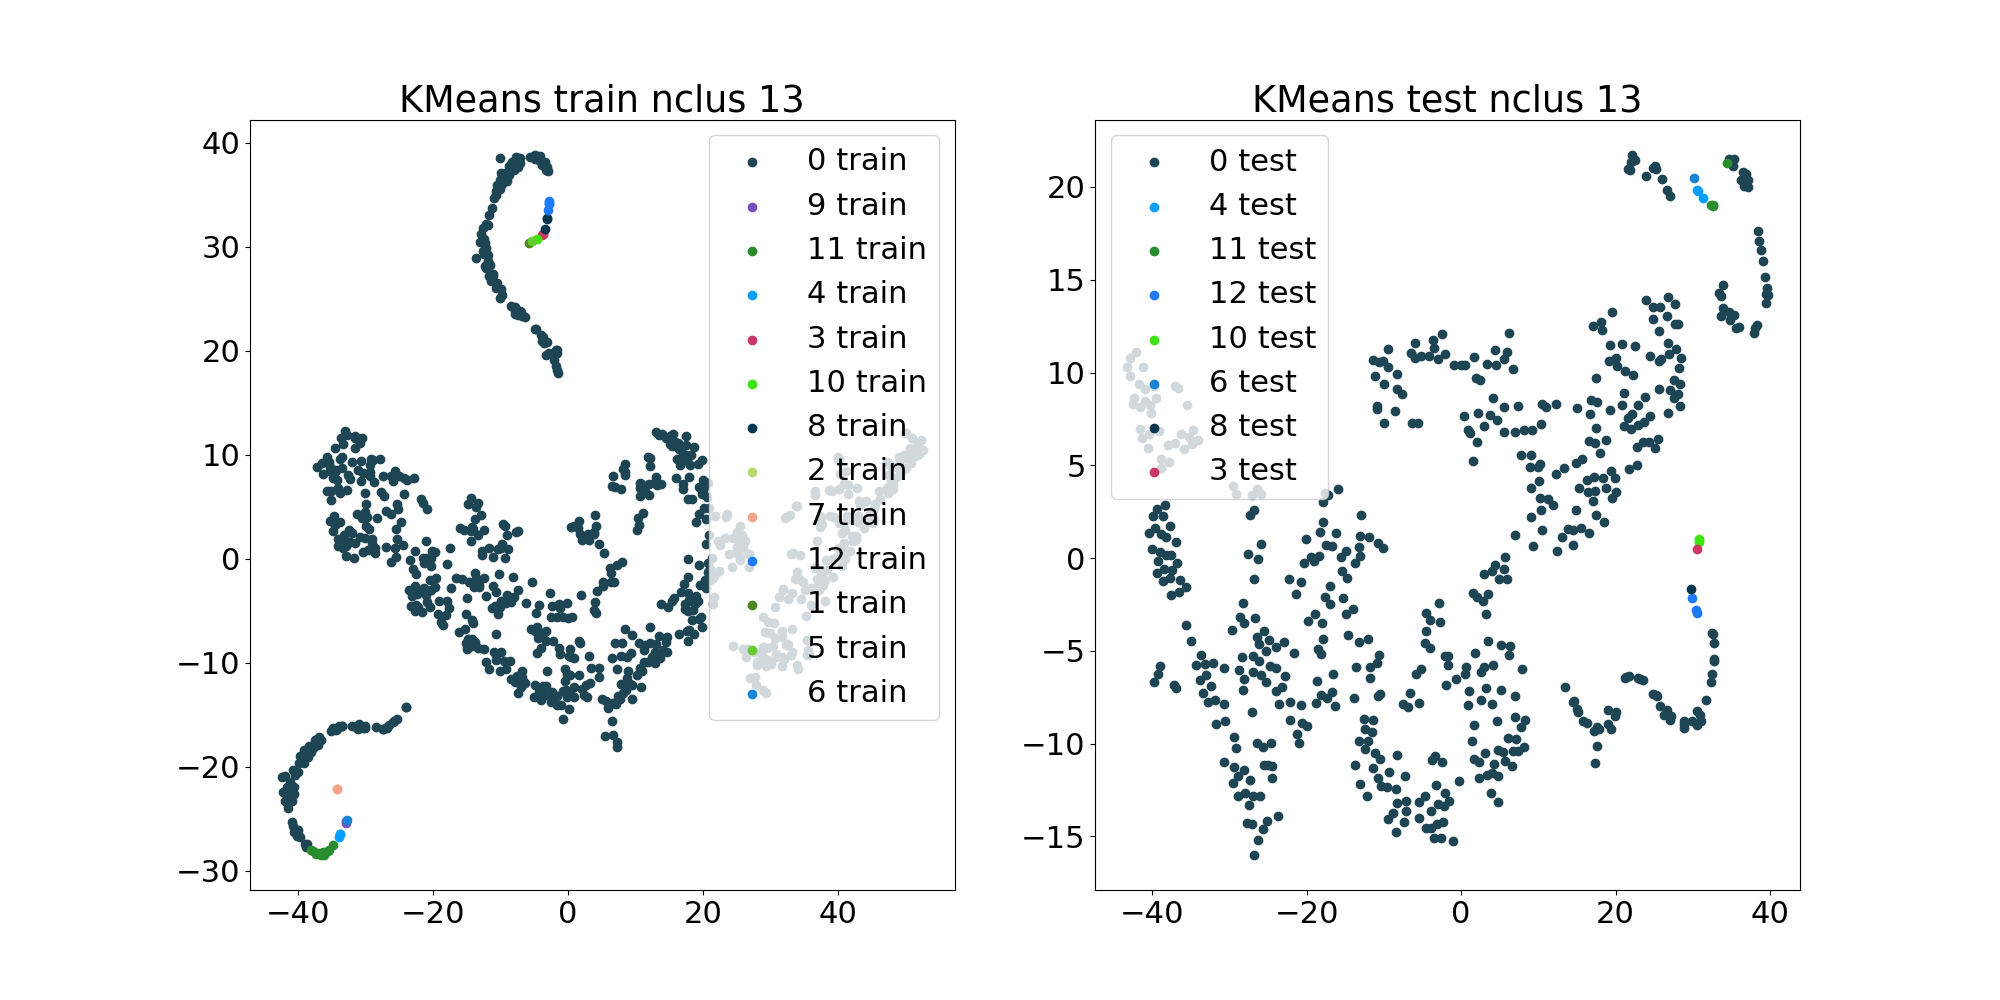 KMeans train nclus 13
40
30
20
10
0
−10
−20
−30
−40
−20
0
20
40
0 train
9 train
11 train
4 train
3 train
10 train
8 train
2 train
7 train
12 train
1 train
5 train
6 train
KMeans test nclus 13
20
15
10
5
0
−5
−10
−15
−40
−20
0
20
40
0 test
4 test
11 test
12 test
10 test
6 test
8 test
3 test